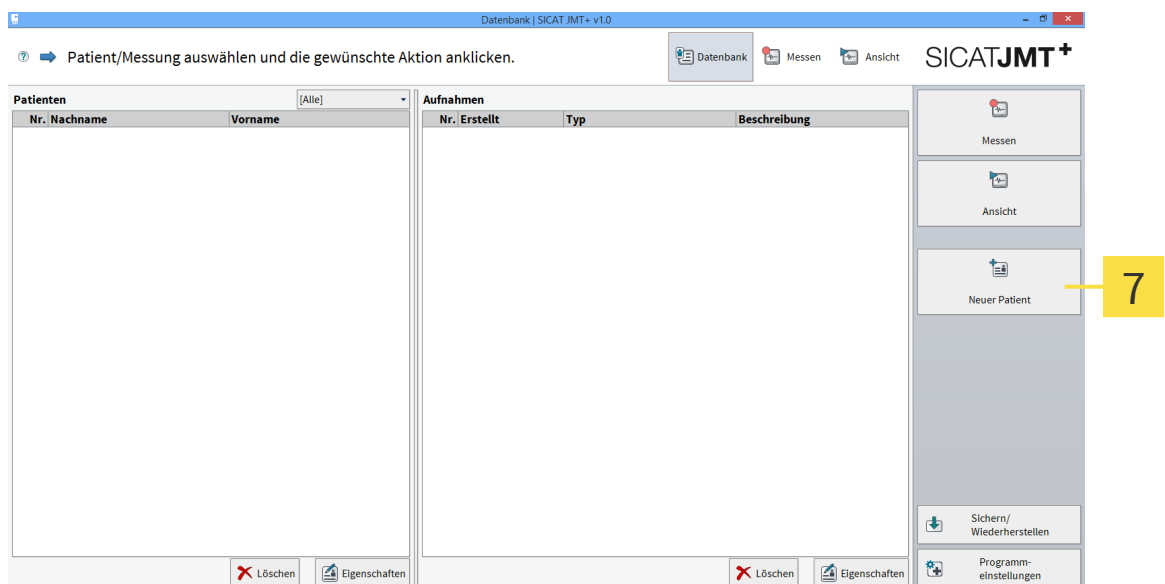 Datenbank | SICAT JMT+ v1.0
Patient/Messung auswählen und die gewünschte Aktion anklicken.
Datenbank
Messen
Ansicht
SICATJMT+
Patienten
[Alle]
Nr. Nachname Vorname
Aufnahmen
Nr. Erstellt Typ Beschreibung
Messen
Ansicht
Neuer Patient
7
Sichern/
Wiederherstellen
Programm-
einstellungen
Löschen
Eigenschaften
Löschen
Eigenschaften